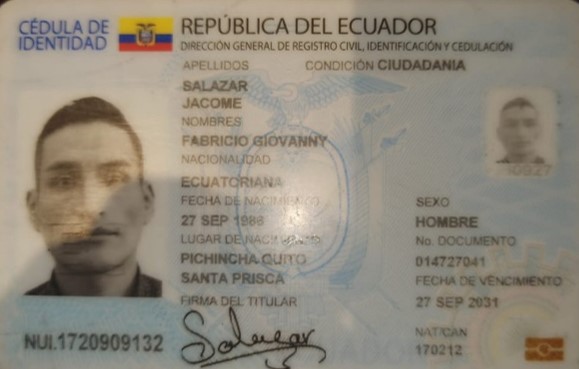 CÉDULA DE
IDENTIDAD
REPÚBLICA DEL ECUADOR
DIRECCIÓN GENERAL DE REGISTRO CIVIL, IDENTIFICACIÓN Y CEDULACIÓN
APELLIDOS
CONDICIÓN CIUDADANIA
SALAZAR
JACOME
NOMBRES
FABRICIO GIOVANNY
NACIONALIDAD
ECUATORIANA
FECHA DE NACIMIENTO
SEXO
27 SEP 1986
HOMBRE
LUGAR DE NACIMIENTO
No. DOCUMENTO
PICHINCHA QUITO
014727041
SANTA PRISCA
FECHA DE VENCIMIENTO
FIRMA DEL TITULAR
27 SEP 2031
NUI.1720909132
Salazar
NAT/CAN
170212